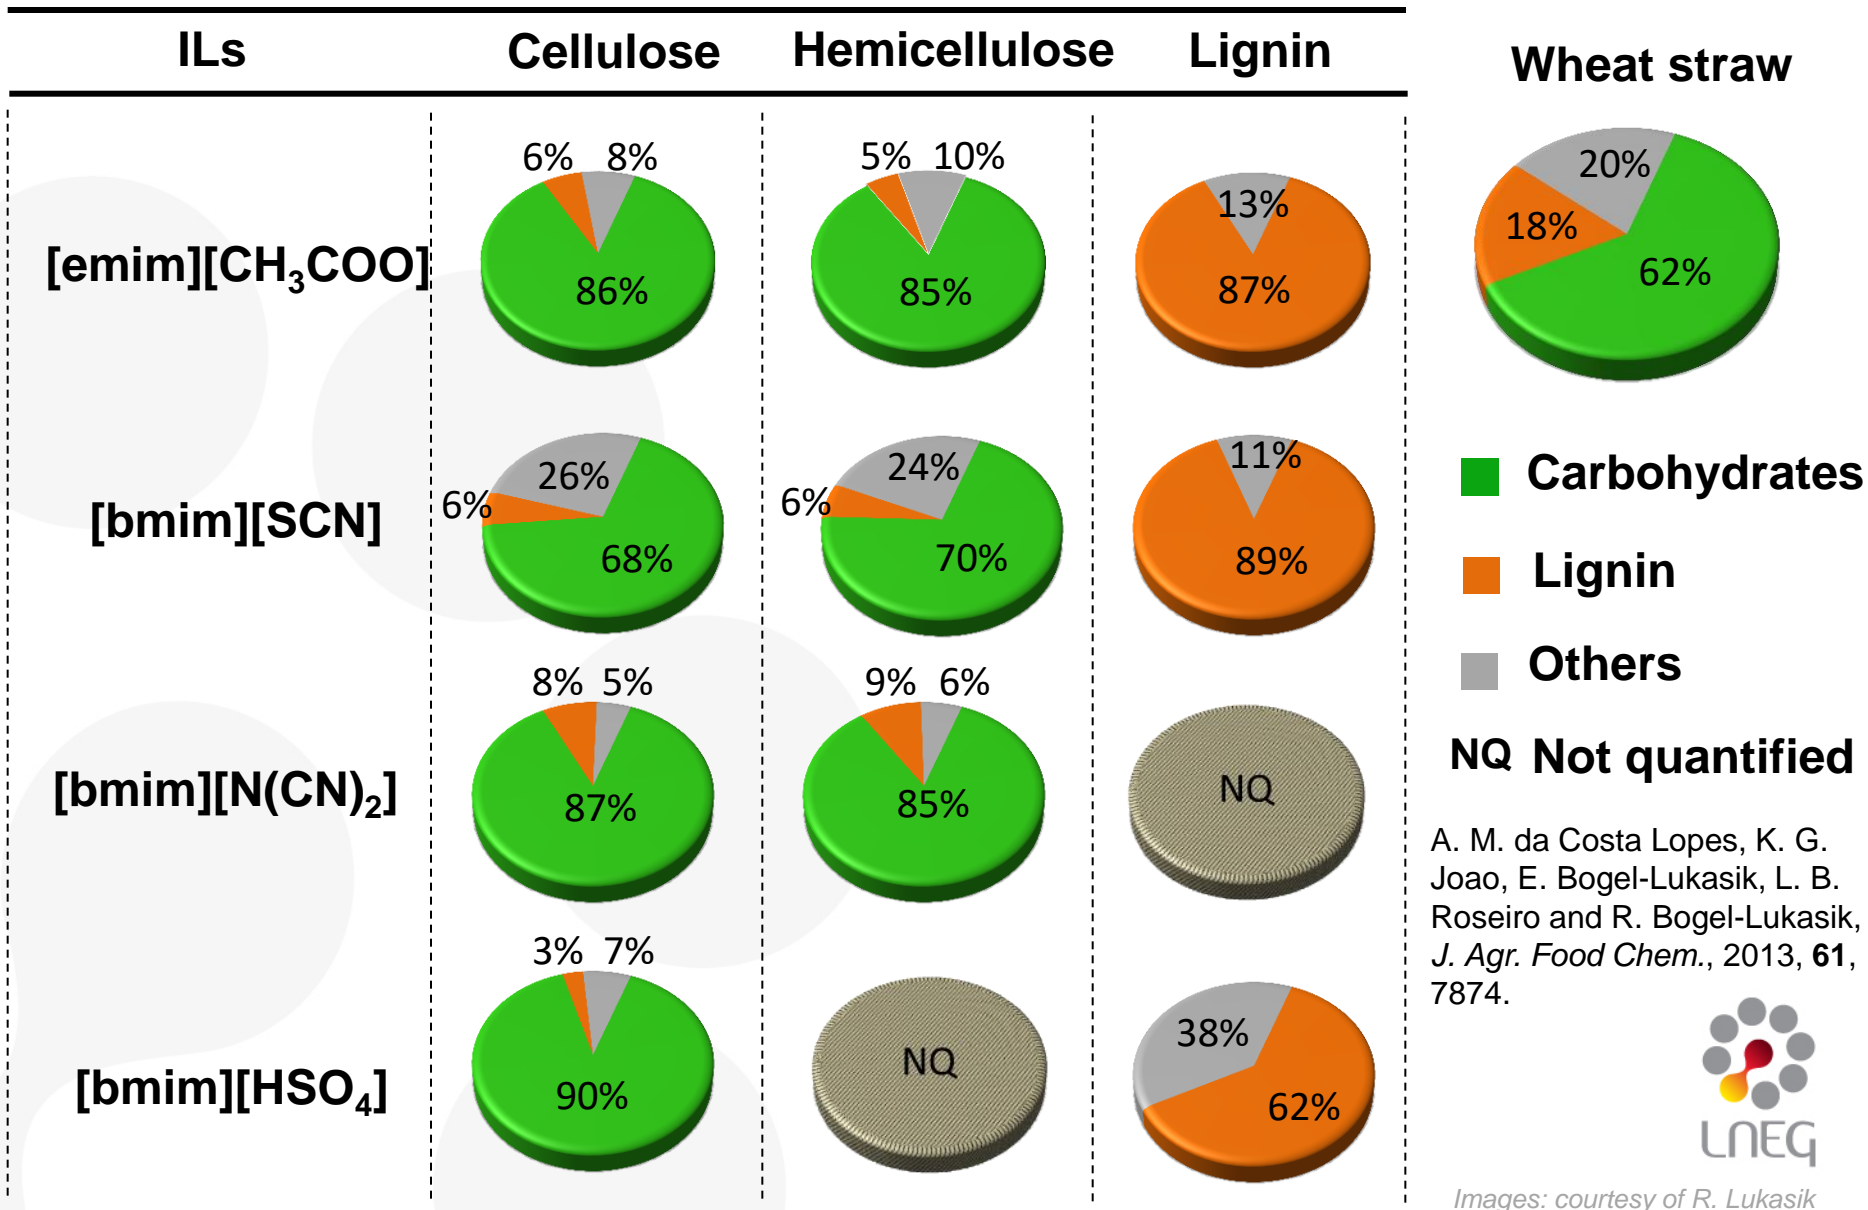 ILs Cellulose Hemicellulose Lignin
Wheat straw
[emim][CH₃COO]
6% 8%
86%
5% 10%
85%
13%
87%
20%
18%
62%
[bmim][SCN]
26%
6%
68%
24%
6%
70%
11%
89%
Carbohydrates
Lignin
Others
NQ Not quantified
[bmim][N(CN)₂]
8% 5%
87%
9% 6%
85%
NQ
[bmim][HSO₄]
3% 7%
90%
NQ
38%
62%
A. M. da Costa Lopes, K. G.
Joao, E. Bogel-Lukasik, L. B.
Roseiro and R. Bogel-Lukasik,
J. Agr. Food Chem., 2013, 61,
7874.
LNEG
Images: courtesy of R. Lukasik